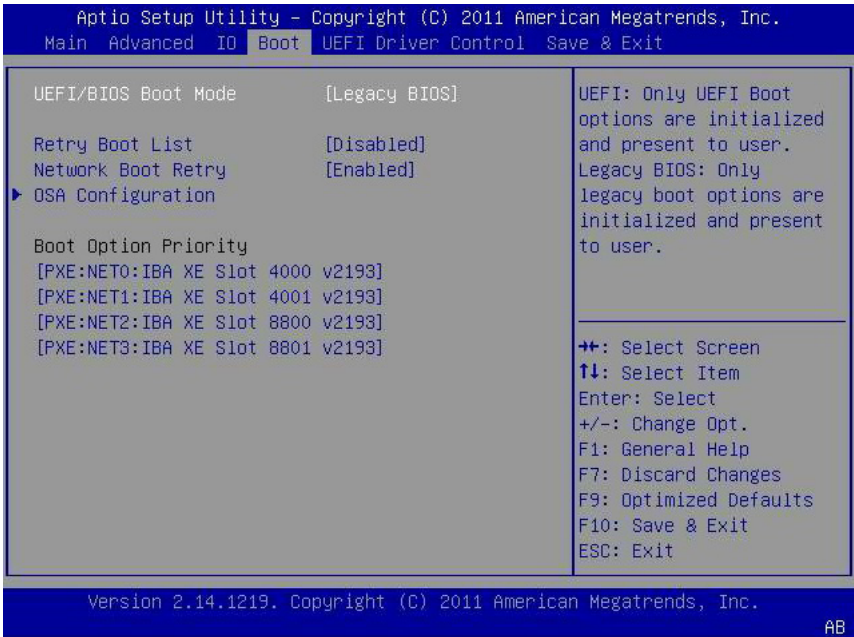 Aptio Setup Utility – Copyright (C) 2011 American Megatrends, Inc.
Main Advanced IO Boot UEFI Driver Control Save & Exit
UEFI/BIOS Boot Mode [Legacy BIOS]
Retry Boot List [Disabled]
Network Boot Retry [Enabled]
OSA Configuration
Boot Option Priority
[PXE:NET0:IBA XE Slot 4000 v2193]
[PXE:NET1:IBA XE Slot 4001 v2193]
[PXE:NET2:IBA XE Slot 8800 v2193]
[PXE:NET3:IBA XE Slot 8801 v2193]
UEFI: Only UEFI Boot
options are initialized
and present to user.
Legacy BIOS: Only
legacy boot options are
initialized and present
to user.
→←: Select Screen
↑↓: Select Item
Enter: Select
+/-: Change Opt.
F1: General Help
F7: Discard Changes
F9: Optimized Defaults
F10: Save & Exit
ESC: Exit
Version 2.14.1219. Copyright (C) 2011 American Megatrends, Inc.
AB